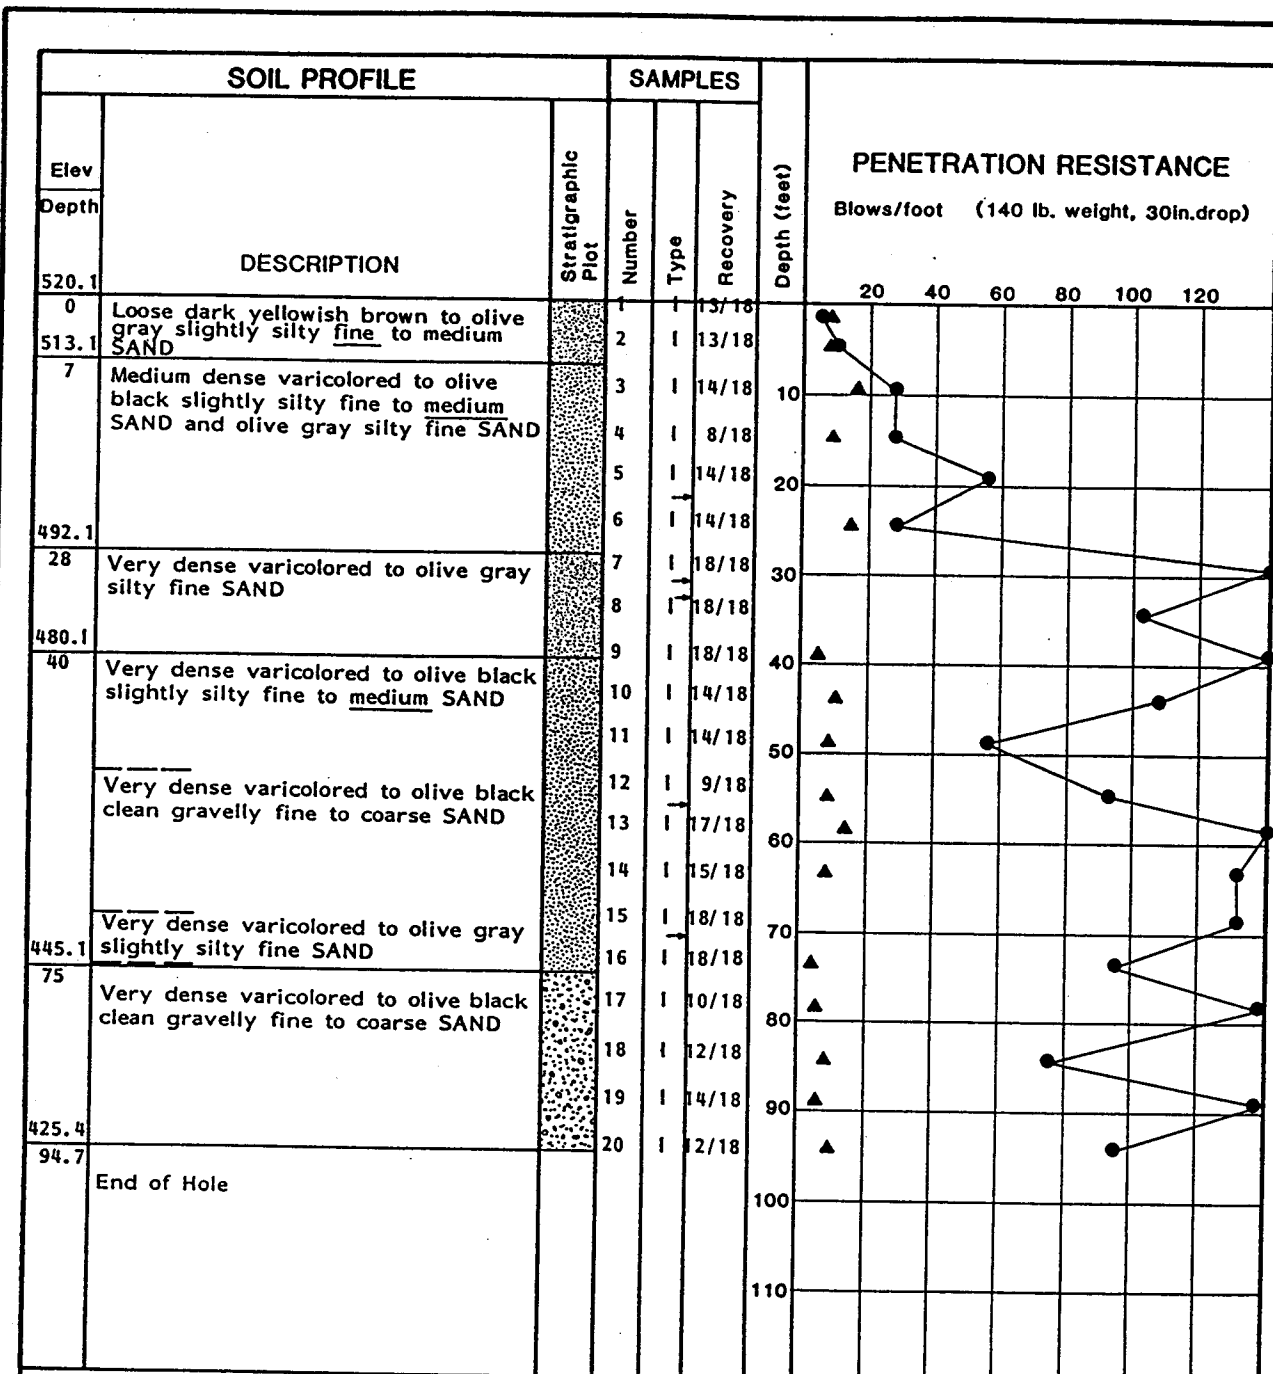 SOIL PROFILE
SAMPLES
Elev
Depth
520.1
DESCRIPTION
Stratigraphic
Plot
Number
Type
Recovery
Depth (feet)
PENETRATION RESISTANCE
Blows/foot (140 lb. weight, 30in.drop)
20 40 60 80 100 120
0
Loose dark yellowish brown to olive
gray slightly silty fine to medium
SAND
513.1
7
Medium dense varicolored to olive
black slightly silty fine to medium
SAND and olive gray silty fine SAND
492.1
28
Very dense varicolored to olive gray
silty fine SAND
480.1
40
Very dense varicolored to olive black
slightly silty fine to medium SAND
Very dense varicolored to olive black
clean gravelly fine to coarse SAND
Very dense varicolored to olive gray
slightly silty fine SAND
445.1
75
Very dense varicolored to olive black
clean gravelly fine to coarse SAND
425.4
94.7
End of Hole
1 I 13/18
2 I 13/18
3 I 14/18
4 I 8/18
5 I 14/18
6 I 14/18
7 I 18/18
8 I 18/18
9 I 18/18
10 I 14/18
11 I 14/18
12 I 9/18
13 I 17/18
14 I 15/18
15 I 18/18
16 I 18/18
17 I 10/18
18 I 12/18
19 I 14/18
20 I 12/18
10
20
30
40
50
60
70
80
90
100
110